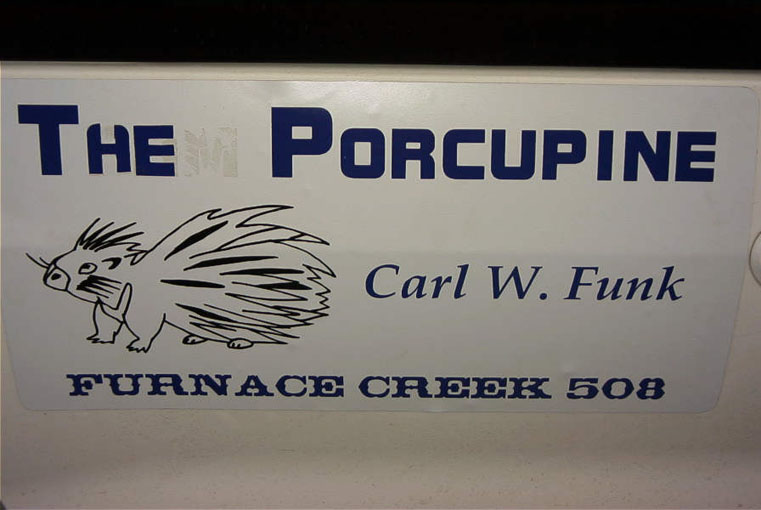 THE PORCUPINE
Carl W. Funk
FURNACE CREEK 508